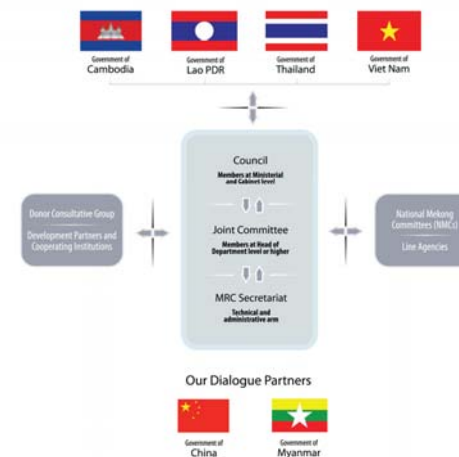 Government of
Cambodia
Government of
Lao PDR
Government of
Thailand
Government of
Viet Nam
Council
Members at Ministerial
and Cabinet level
Donor Consultative Group
Development Partners and
Cooperating Institutions
Joint Committee
Members at Head of
Department level or higher
National Mekong
Committees (NMCs)
Line Agencies
MRC Secretariat
Technical and
administrative arm
Our Dialogue Partners
Government of
China
Government of
Myanmar